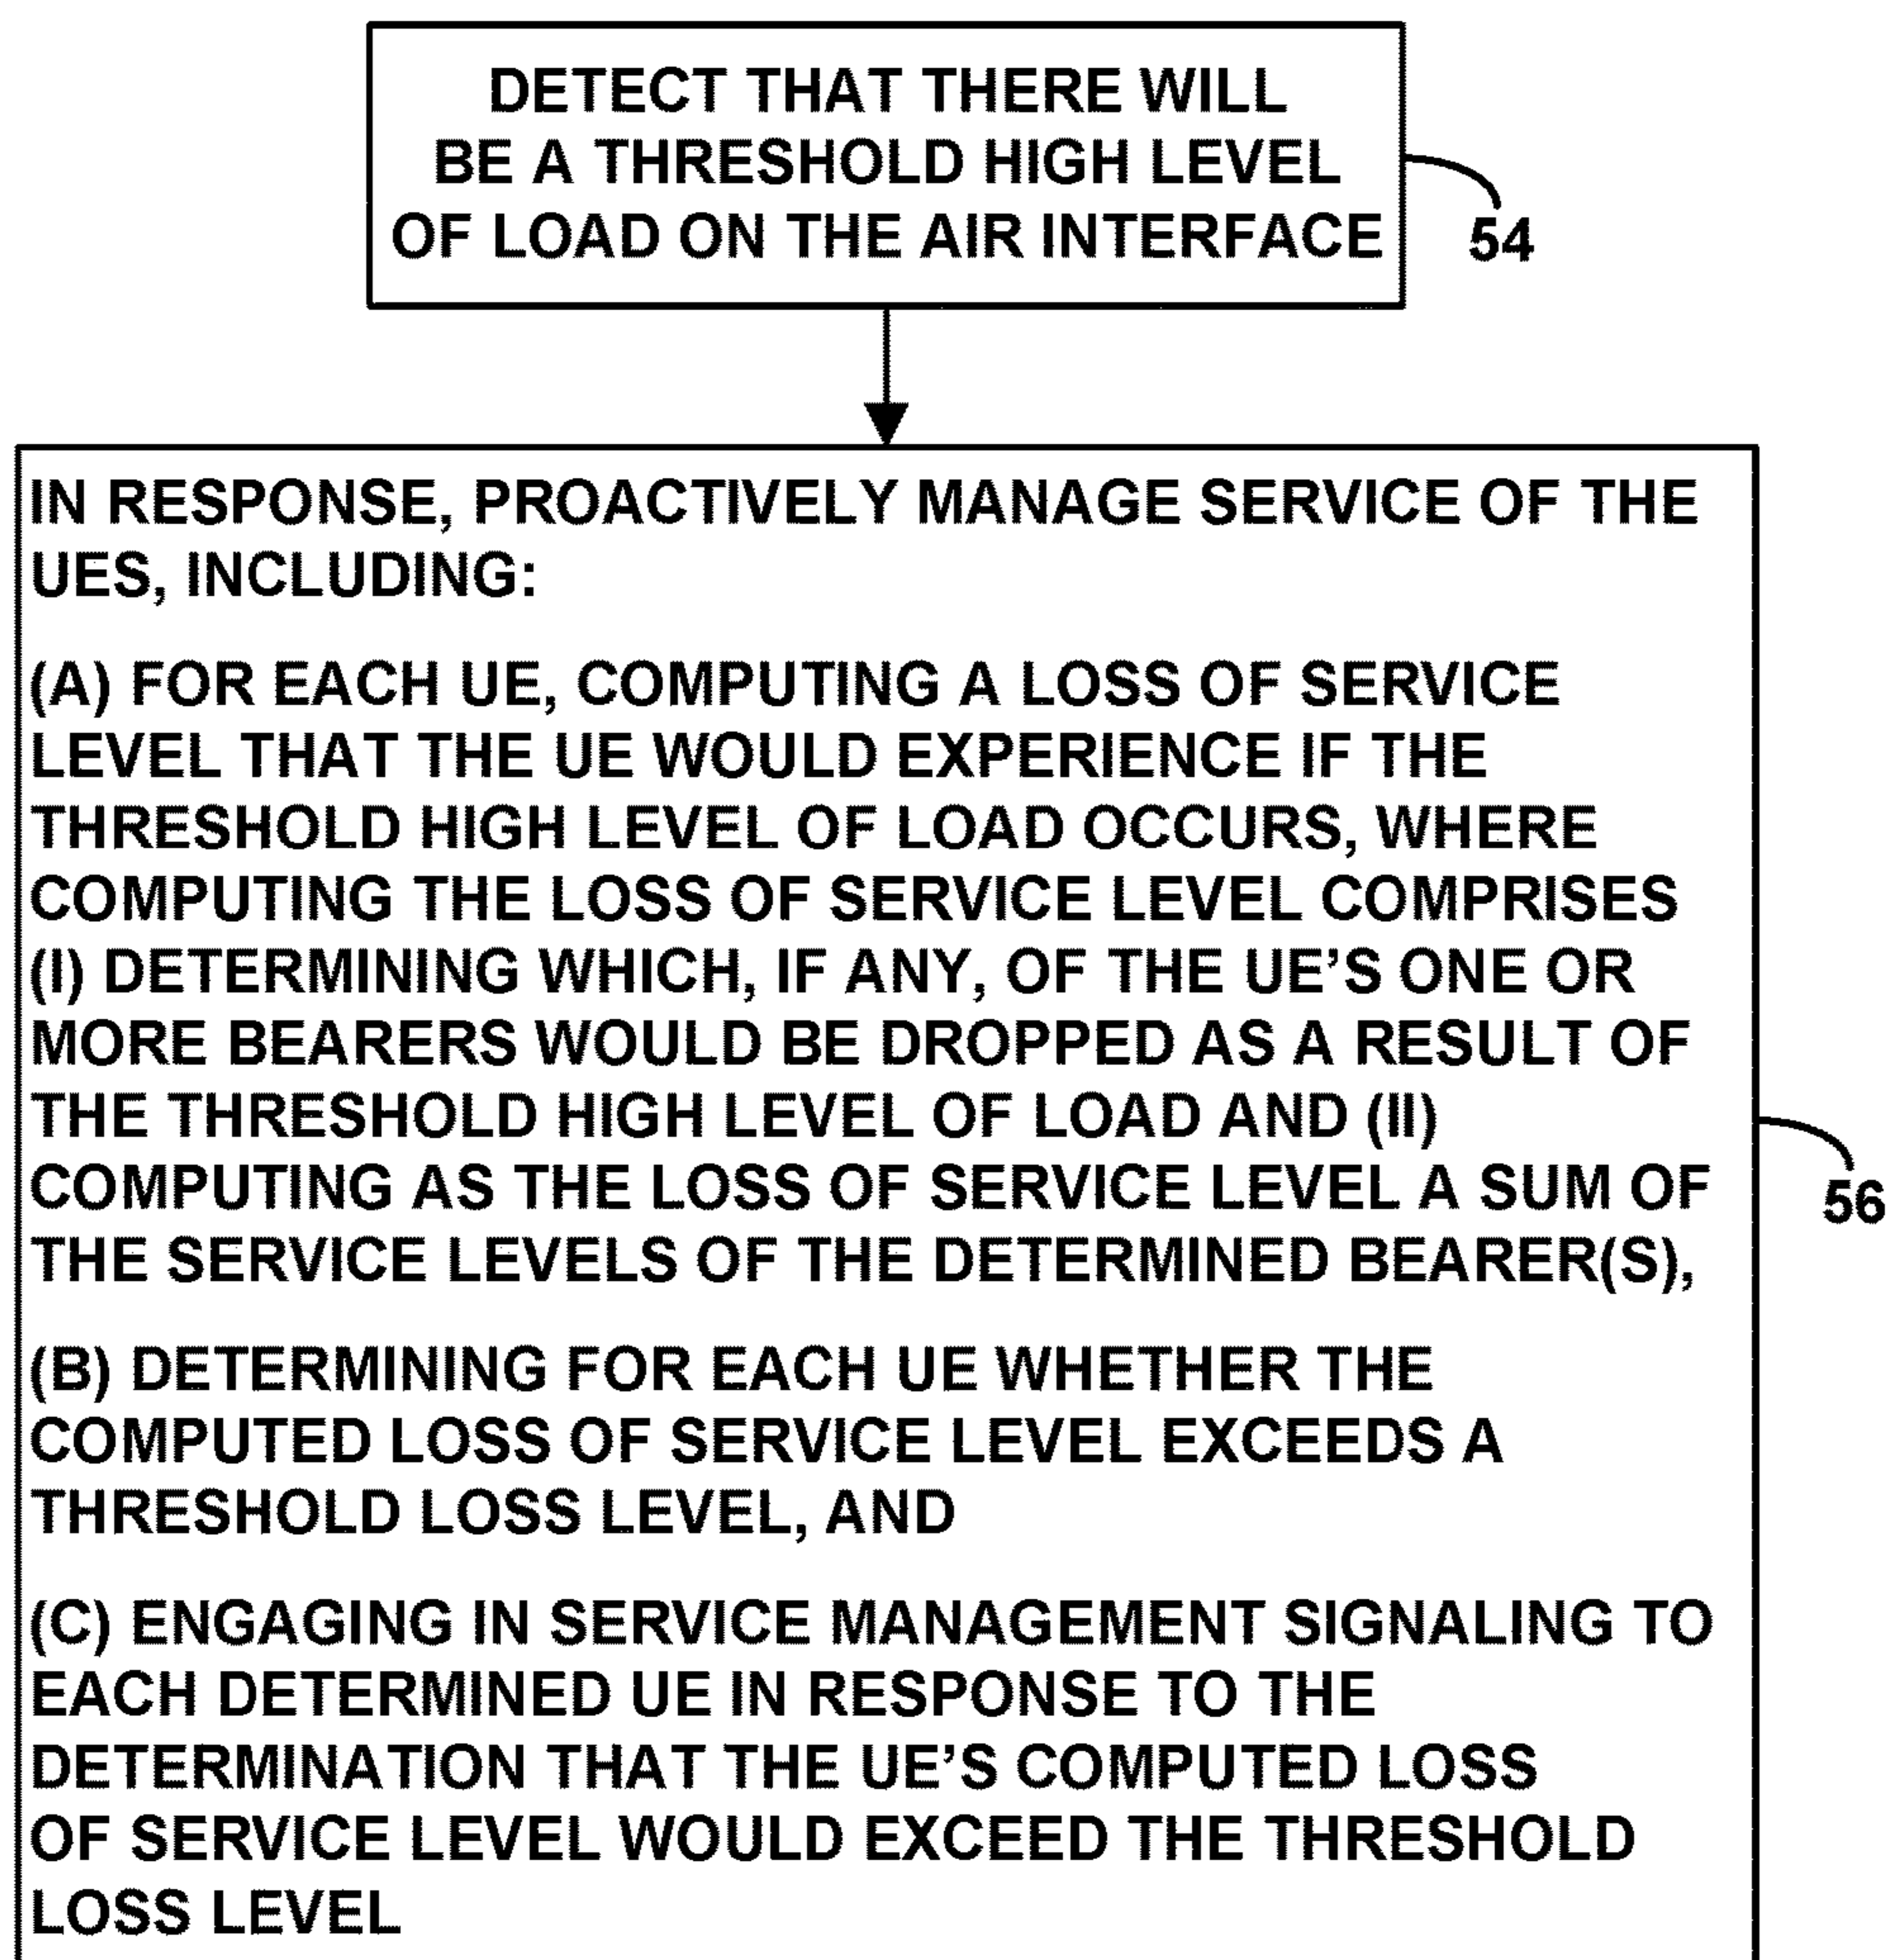 DETECT THAT THERE WILL
BE A THRESHOLD HIGH LEVEL
OF LOAD ON THE AIR INTERFACE
54
IN RESPONSE, PROACTIVELY MANAGE SERVICE OF THE
UES, INCLUDING:
(A) FOR EACH UE, COMPUTING A LOSS OF SERVICE
LEVEL THAT THE UE WOULD EXPERIENCE IF THE
THRESHOLD HIGH LEVEL OF LOAD OCCURS, WHERE
COMPUTING THE LOSS OF SERVICE LEVEL COMPRISES
(I) DETERMINING WHICH, IF ANY, OF THE UE'S ONE OR
MORE BEARERS WOULD BE DROPPED AS A RESULT OF
THE THRESHOLD HIGH LEVEL OF LOAD AND (II)
COMPUTING AS THE LOSS OF SERVICE LEVEL A SUM OF
THE SERVICE LEVELS OF THE DETERMINED BEARER(S),
56
(B) DETERMINING FOR EACH UE WHETHER THE
COMPUTED LOSS OF SERVICE LEVEL EXCEEDS A
THRESHOLD LOSS LEVEL, AND
(C) ENGAGING IN SERVICE MANAGEMENT SIGNALING TO
EACH DETERMINED UE IN RESPONSE TO THE
DETERMINATION THAT THE UE'S COMPUTED LOSS
OF SERVICE LEVEL WOULD EXCEED THE THRESHOLD
LOSS LEVEL